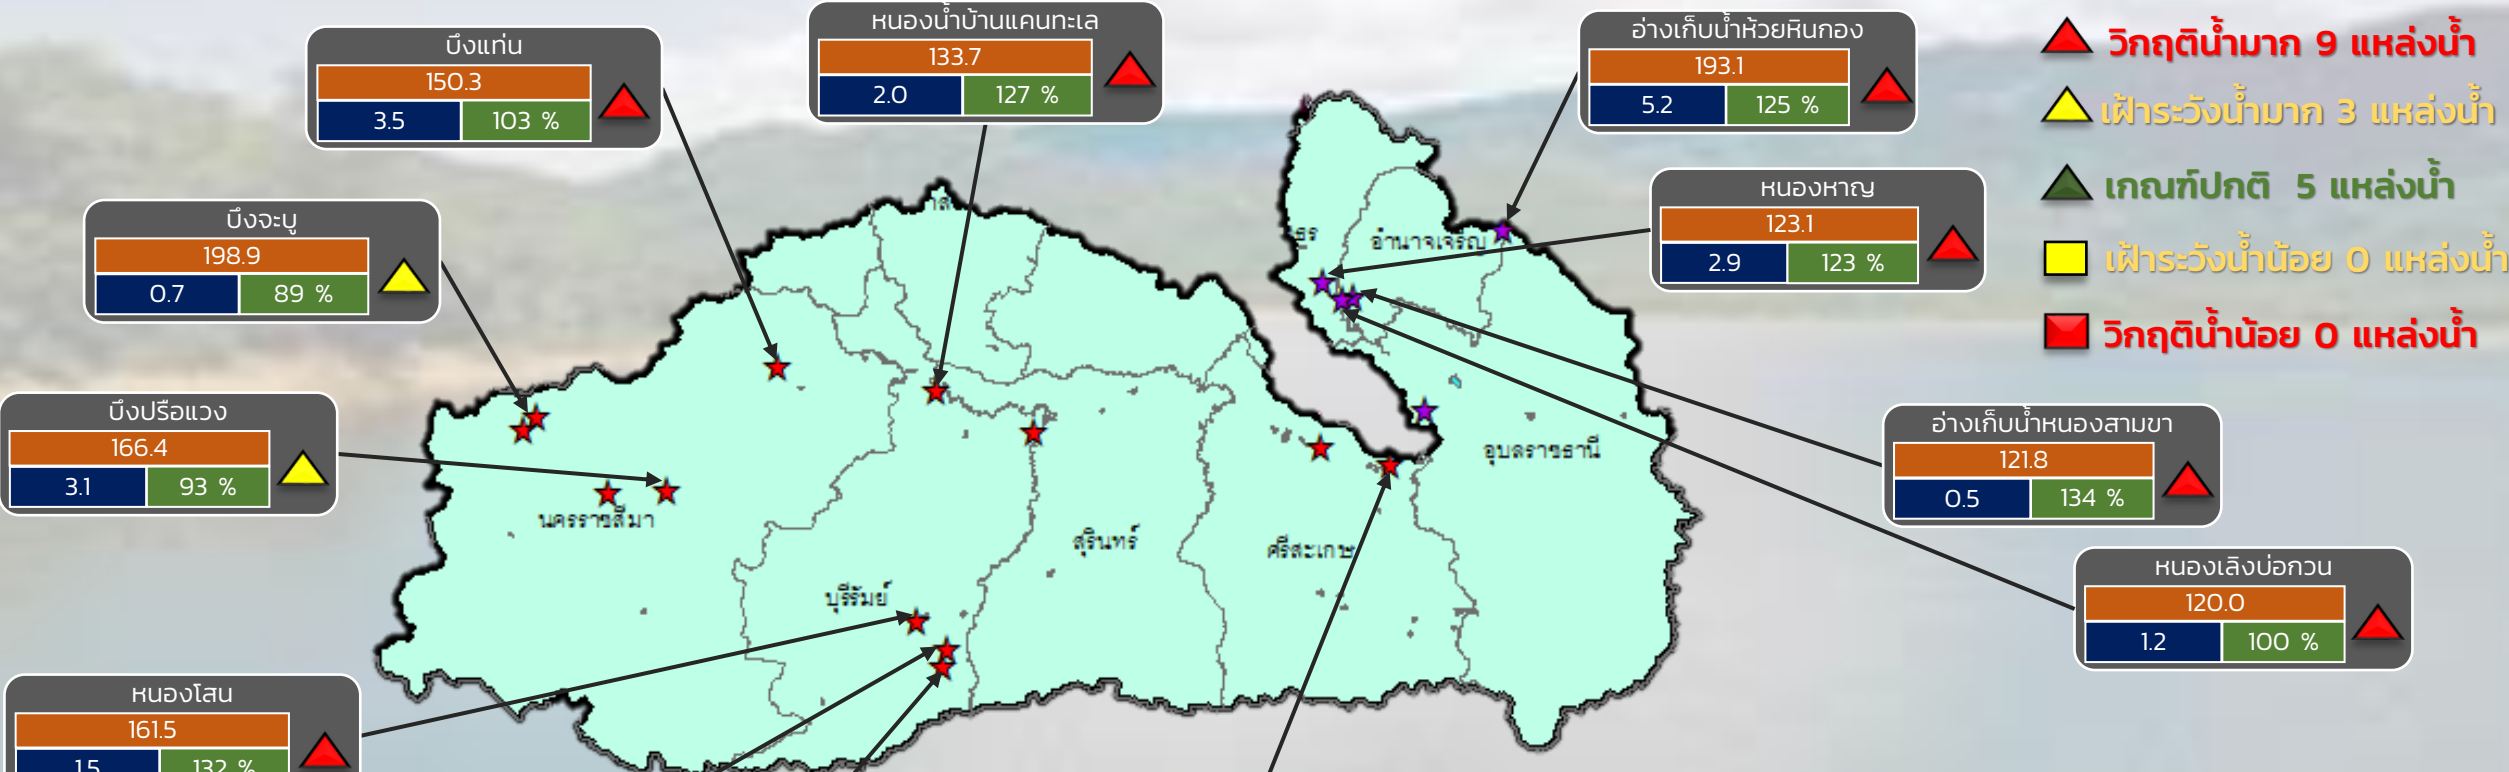 บึงแท่น
150.3
3.5 103 %
หนองน้ำบ้านแคนทะเล
133.7
2.0 127 %
อ่างเก็บน้ำห้วยหินกอง
193.1
5.2 125 %
วิกฤติน้ำมาก 9 แหล่งน้ำ
เฝ้าระวังน้ำมาก 3 แหล่งน้ำ
เกณฑ์ปกติ 5 แหล่งน้ำ
เฝ้าระวังน้ำน้อย 0 แหล่งน้ำ
วิกฤติน้ำน้อย 0 แหล่งน้ำ
บึงจะบู
198.9
0.7 89 %
หนองหาญ
123.1
2.9 123 %
อำนาจเจริญ
บึงปรือแวง
166.4
3.1 93 %
อ่างเก็บน้ำหนองสามขา
121.8
0.5 134 %
อุบลราชธานี
นครราชสีมา
สุรินทร์
ศรีสะเกษ
บุรีรัมย์
หนองเลิงบ่อกวน
120.0
1.2 100 %
หนองโสน
161.5
1.5 132 %